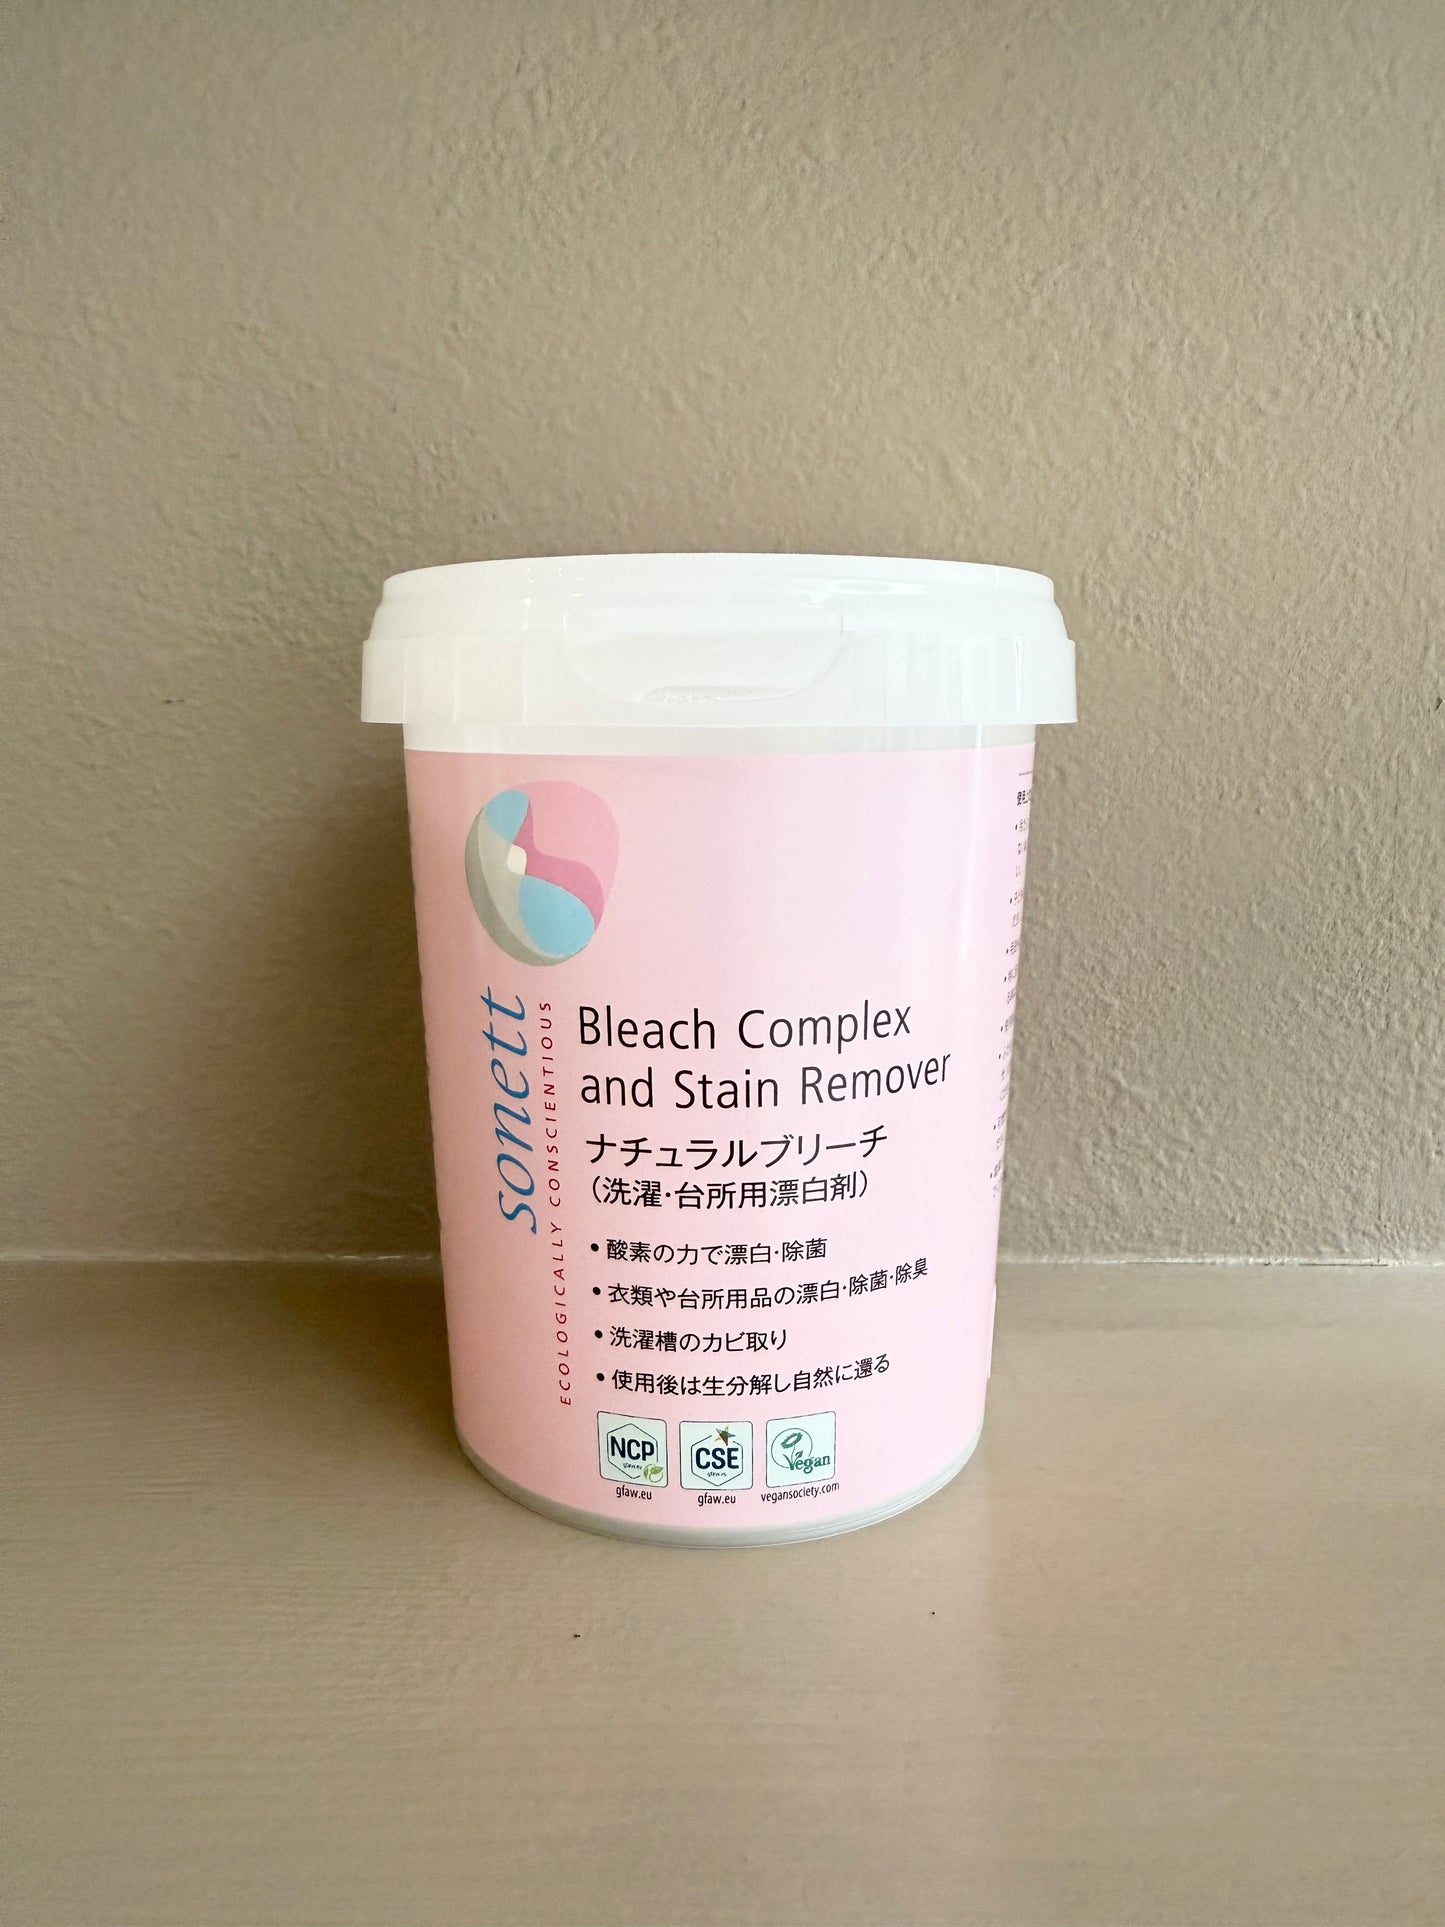 sonett
ECOLOGICALLY CONSCIENTIOUS
Bleach Complex
and Stain Remover
ナチュラルブリーチ
(洗濯・台所用漂白剤)
• 酸素の力で漂白・除菌
• 衣類や台所用品の漂白・除菌・除臭
• 洗濯槽のカビ取り
• 使用後は生分解し自然に還る
NCP
gfaw.eu
CSE
gfaw.eu
Vegan
vegansociety.com